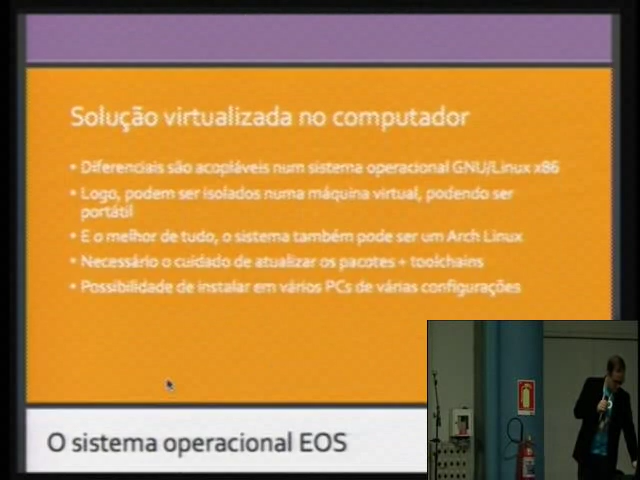 Solução virtualizada no computador
• Diferenciais são acopláveis num sistema operacional GNU/Linux x86
• Logo, podem ser isolados numa máquina virtual, podendo ser
portátil
• E o melhor de tudo, o sistema também pode ser um Arch Linux
• Necessário o cuidado de atualizar os pacotes + toolchains
• Possibilidade de instalar em vários PCs de várias configurações
O sistema operacional EOS